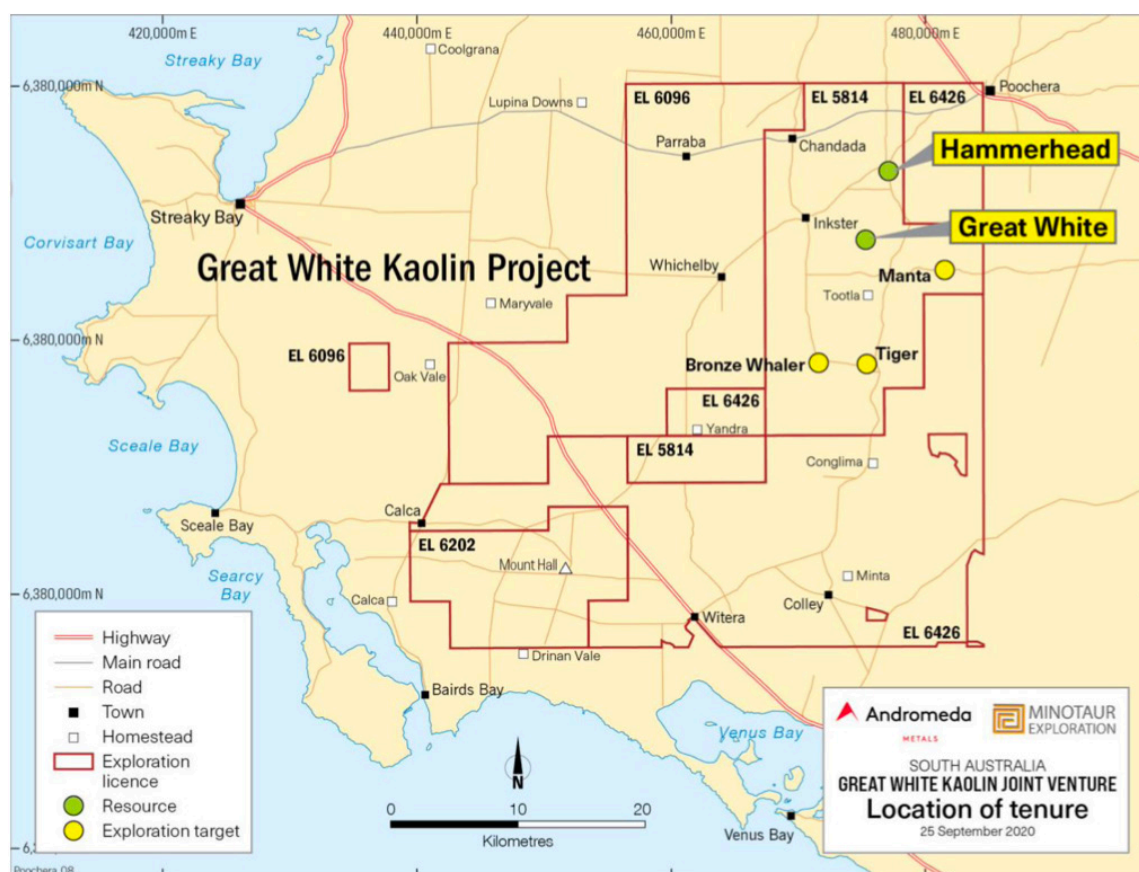 420,000m E
440,000m E
460,000m E
480,000m E
Streaky Bay
Coolgrana
6,380,000m N
Lupina Downs
EL 6096
EL 5814
EL 6426
Poochera
Parraba
Chandada
Hammerhead
Streaky Bay
Inkster
Great White
Corvisart Bay
Great White Kaolin Project
Whichelby
Manta
Tootla
Maryvale
6,380,000m N
EL 6096
Oak Vale
Bronze Whaler
Tiger
EL 6426
Yandra
Sceale Bay
EL 5814
Conglima
Calca
Sceale Bay
EL 6202
Mount Hall
Searcy
Bay
Minta
6,380,000m N
Calca
Colley
Witera
EL 6426
Drinan Vale
Bairds Bay
Venus Bay
Venus Bay
Highway
Main road
Road
Town
Homestead
Exploration
licence
Resource
Exploration target
N
0
10
20
Kilometres
Andromeda
METALS
MINOTAUR
EXPLORATION
SOUTH AUSTRALIA
GREAT WHITE KAOLIN JOINT VENTURE
Location of tenure
25 September 2020